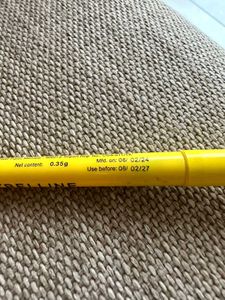 Net content: 0.35g
Mfd. on: 06/ 02/24
Use before: 06/ 02/27